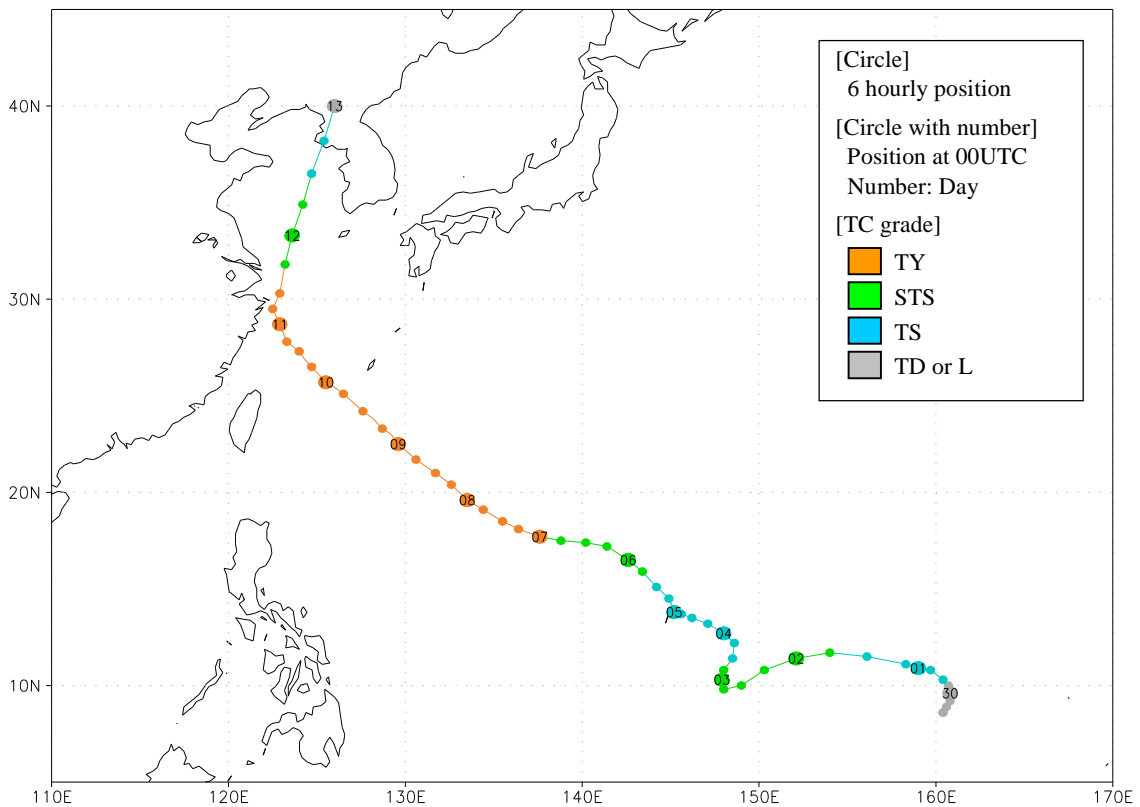 [Circle]
6 hourly position
[Circle with number]
Position at 00UTC
Number: Day
[TC grade]
TY
STS
TS
TD or L
40N
30N
20N
10N
110E 120E 130E 140E 150E 160E 170E
13
12
11
10
09
08
07
06
05
04
03
02
01
30